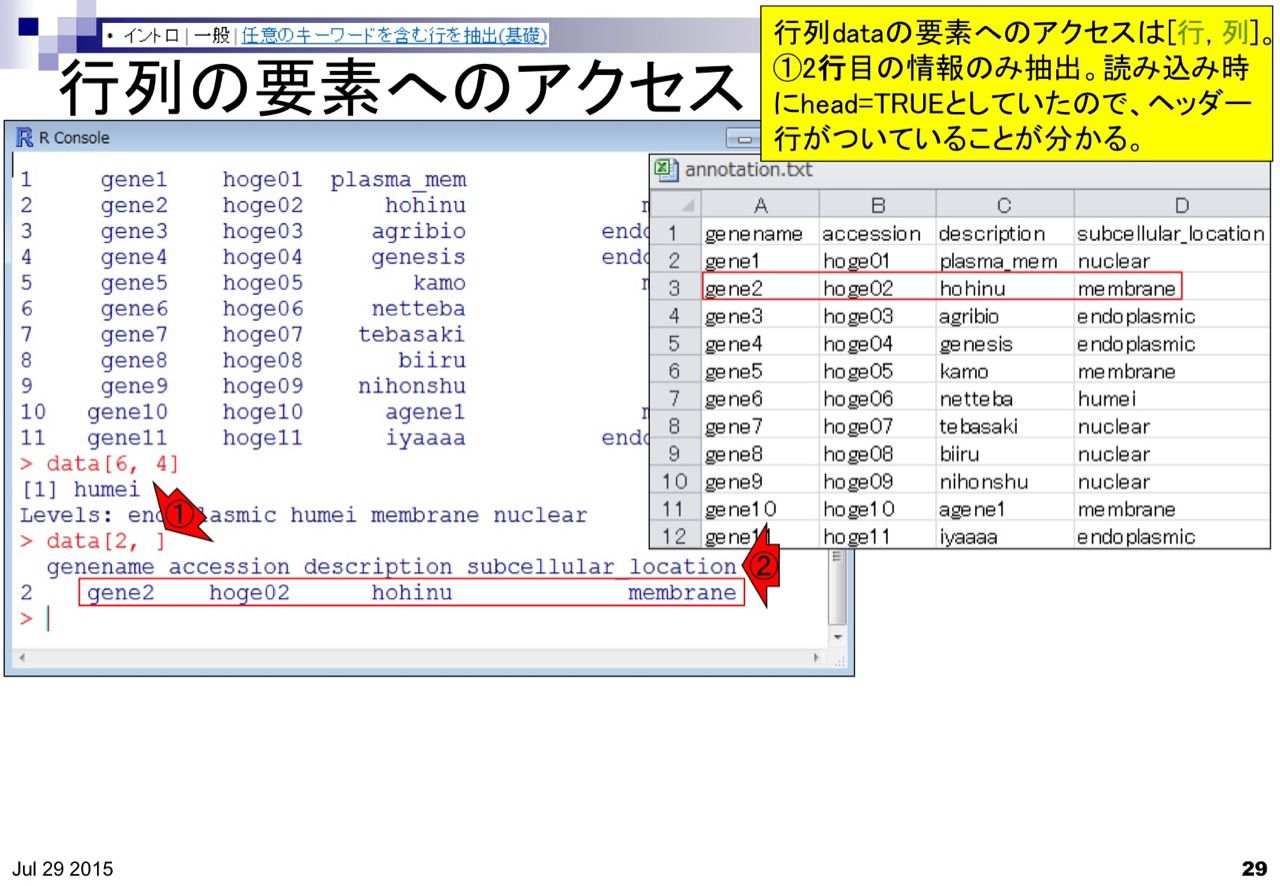 • イントロ | 一般 | 任意のキーワードを含む行を抽出(基礎)
行列の要素へのアクセス
行列dataの要素へのアクセスは[行, 列]。
①2行目の情報のみ抽出。読み込み時
にhead=TRUEとしていたので、ヘッダー
行がついていることが分かる。
R Console
1 gene1 hoge01 plasma_mem
2 gene2 hoge02 hohinu
3 gene3 hoge03 agribio
4 gene4 hoge04 genesis
5 gene5 hoge05 kamo
6 gene6 hoge06 netteba
7 gene7 hoge07 tebasaki
8 gene8 hoge08 biiru
9 gene9 hoge09 nihonshu
10 gene10 hoge10 agene1
11 gene11 hoge11 iyaaaa
> data[6, 4]
[1] humei
Levels: humei membrane nuclear
> data[2, ]
genename accession description subcellular_location
2 gene2 hoge02 hohinu membrane
>
①
②
annotation.txt
A B C D
1 genename accession description subcellular_location
2 gene1 hoge01 plasma_mem nuclear
3 gene2 hoge02 hohinu membrane
4 gene3 hoge03 agribio endoplasmic
5 gene4 hoge04 genesis endoplasmic
6 gene5 hoge05 kamo membrane
7 gene6 hoge06 netteba humei
8 gene7 hoge07 tebasaki nuclear
9 gene8 hoge08 biiru nuclear
10 gene9 hoge09 nihonshu nuclear
11 gene10 hoge10 agene1 membrane
12 gene11 hoge11 iyaaaa endoplasmic
Jul 29 2015
29